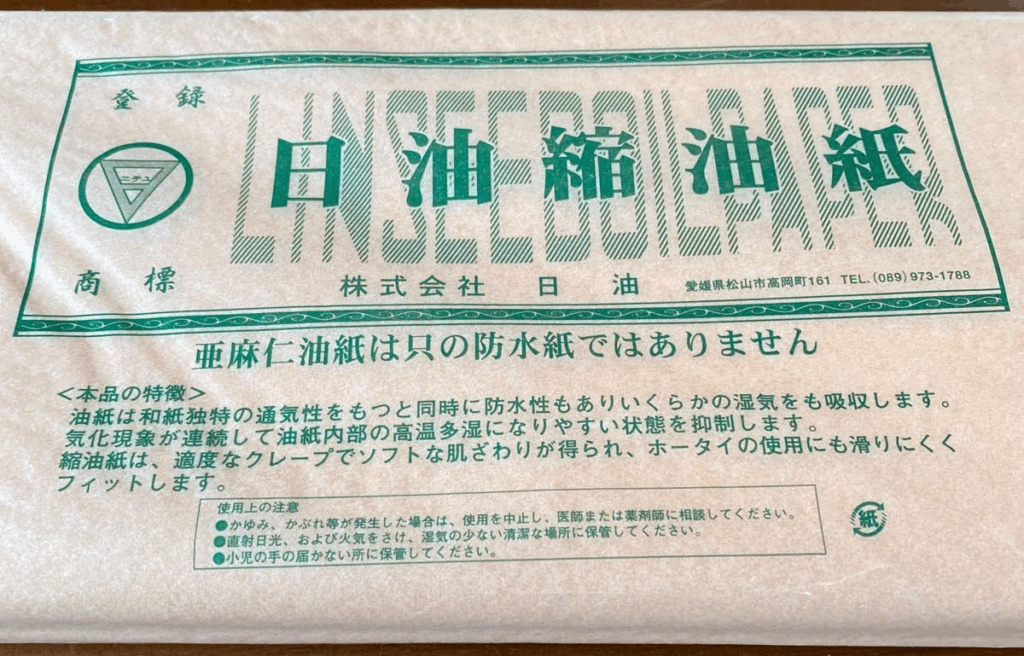 登録
LINSEEDOILPAPER
日油縮油紙
ニチユ
商標
株式会社 日油 愛媛県松山市高岡町161 TEL.(089)973-1788
亜麻仁油紙は只の防水紙ではありません
<本品の特徴>
油紙は和紙独特の通気性をもつと同時に防水性もありいくらかの湿気をも吸収します。
気化現象が連続して油紙内部の高温多湿になりやすい状態を抑制します。
縮油紙は、適度なクレープでソフトな肌ざわりが得られ、ホータイの使用にも滑りにくく
フィットします。
使用上の注意
●かゆみ、かぶれ等が発生した場合は、使用を中止し、医師または薬剤師に相談してください。
●直射日光、および火気をさけ、湿気の少ない清潔な場所に保管してください。
●小児の手の届かない所に保管してください。
紙